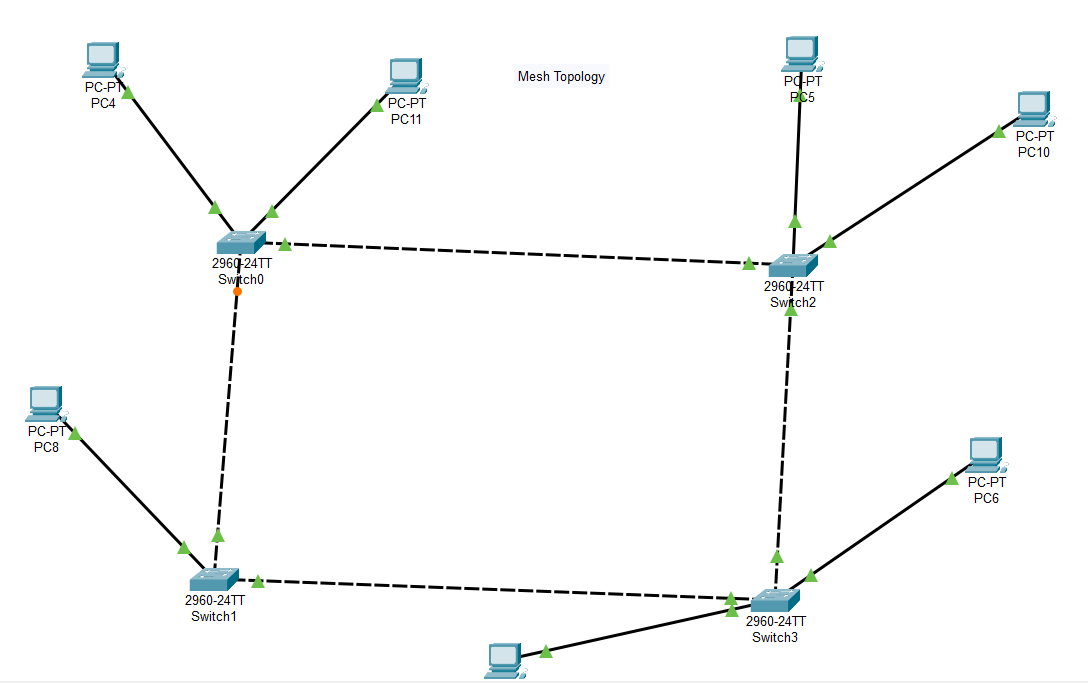 Mesh Topology
PC-PT
PC4
PC-PT
PC11
PC-PT
PC5
PC-PT
PC10
2960-24TT
Switch0
2960-24TT
Switch2
PC-PT
PC8
PC-PT
PC6
2960-24TT
Switch1
2960-24TT
Switch3